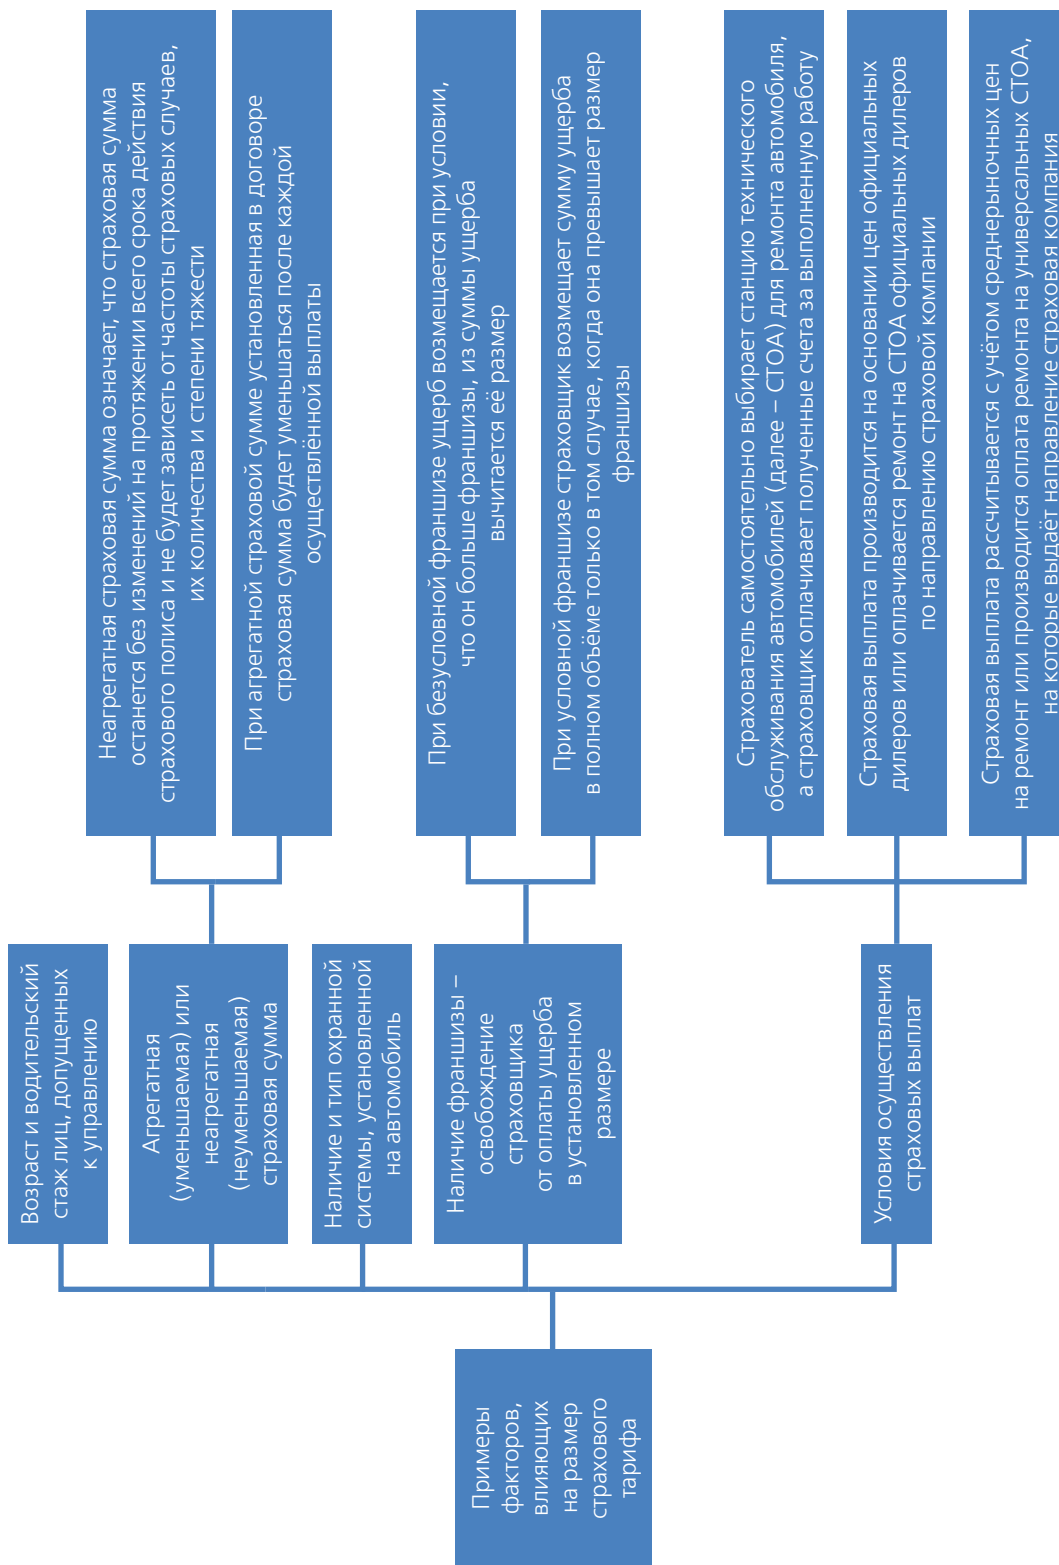 Примеры
факторов,
влияющих
на размер
страхового
тарифа
Возраст и водительский
стаж лиц, допущенных
к управлению
Агрегатная
(уменьшаемая) или
неагрегатная
(неуменьшаемая)
страховая сумма
Неагрегатная страховая сумма означает, что страховая сумма
останется без изменений на протяжении всего срока действия
страхового полиса и не будет зависеть от частоты страховых случаев,
их количества и степени тяжести
При агрегатной страховой сумме установленная в договоре
страховая сумма будет уменьшаться после каждой
осуществлённой выплаты
Наличие и тип охранной
системы, установленной
на автомобиль
Наличие франшизы –
освобождение
страховщика
от оплаты ущерба
в установленном
размере
При безусловной франшизе ущерб возмещается при условии,
что он больше франшизы, из суммы ущерба
вычитается её размер
При условной франшизе страховщик возмещает сумму ущерба
в полном объёме только в том случае, когда она превышает размер
франшизы
Условия осуществления
страховых выплат
Страхователь самостоятельно выбирает станцию технического
обслуживания автомобилей (далее – СТОА) для ремонта автомобиля,
а страховщик оплачивает полученные счета за выполненную работу
Страховая выплата производится на основании цен официальных
дилеров или оплачивается ремонт на СТОА официальных дилеров
по направлению страховой компании
Страховая выплата рассчитывается с учётом среднерыночных цен
на ремонт или производится оплата ремонта на универсальных СТОА,
на которые выдаёт направление страховая компания